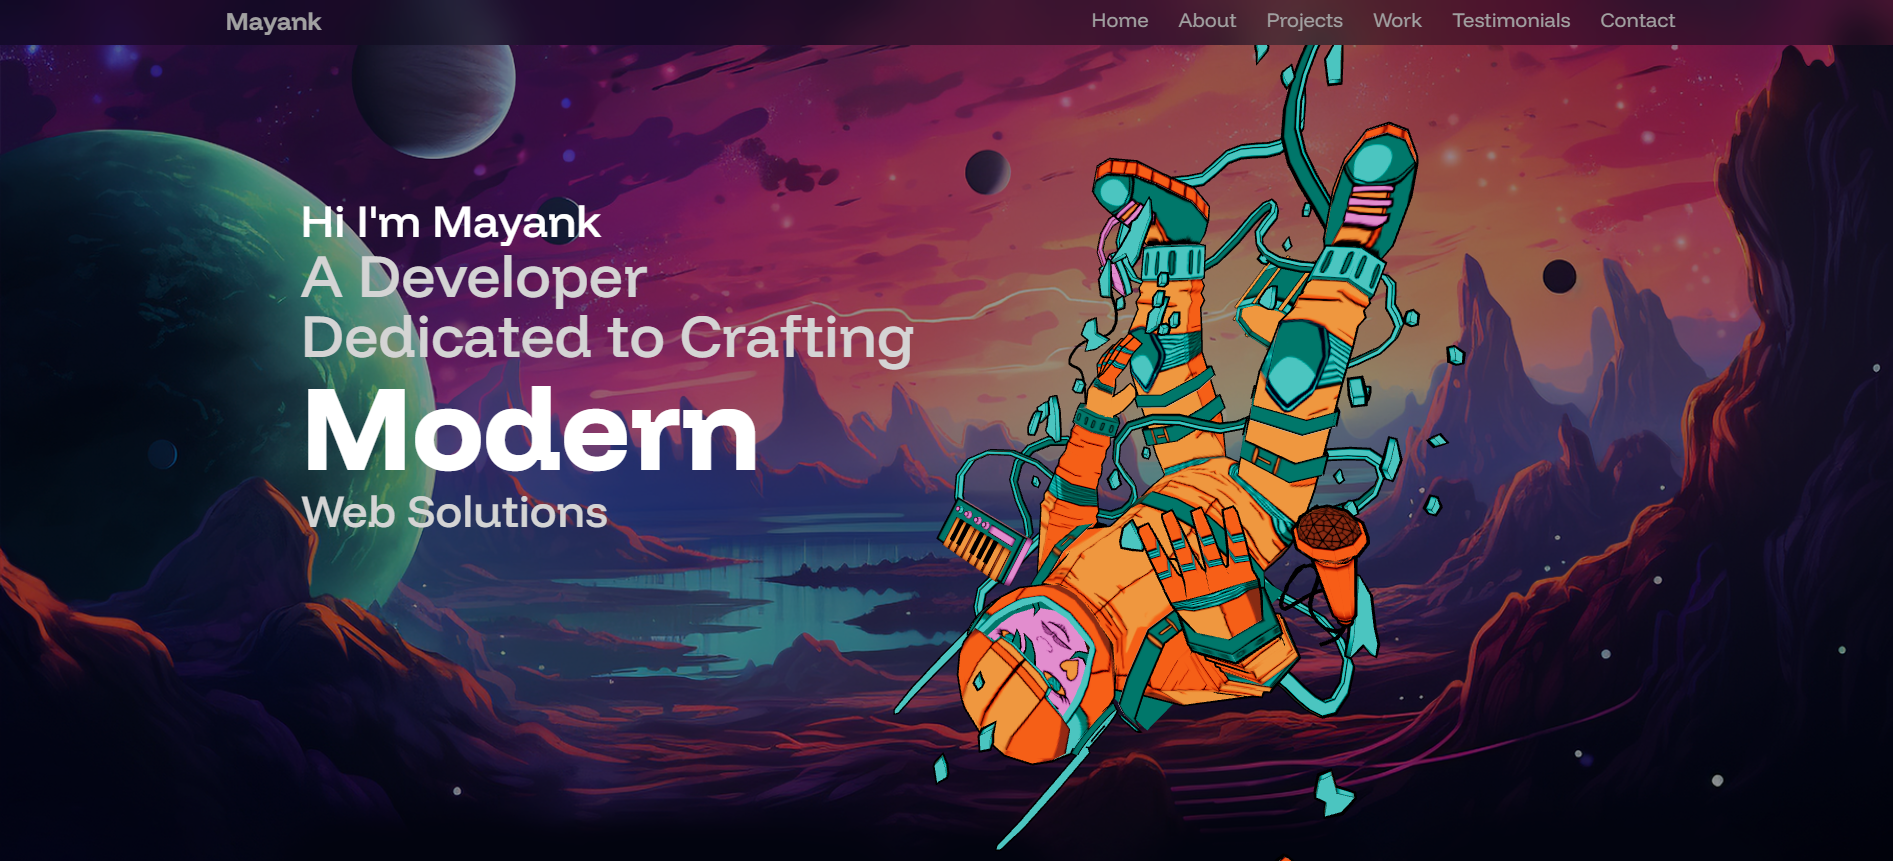 Mayank
Home About Projects Work Testimonials Contact
Hi I'm Mayank
A Developer
Dedicated to Crafting
Modern
Web Solutions